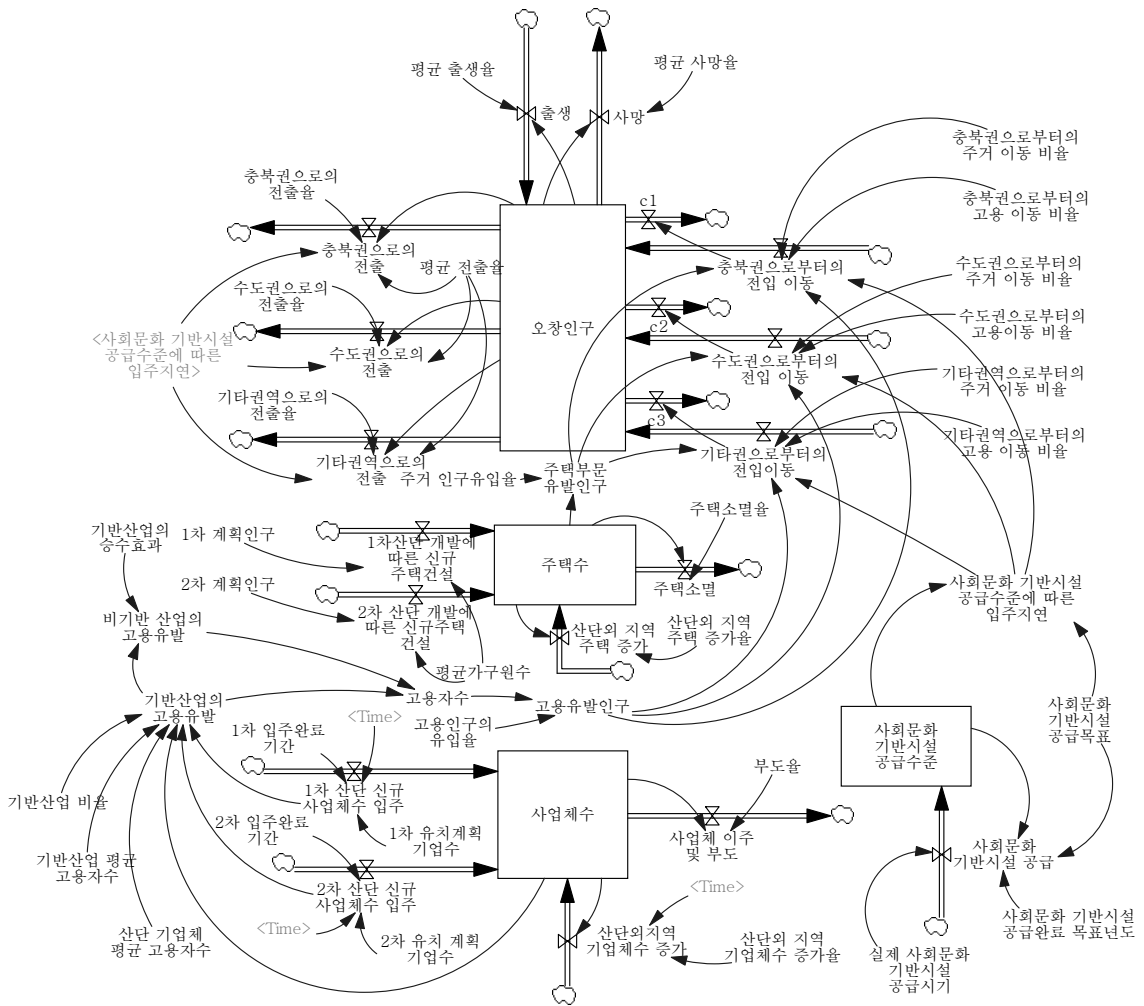 평균 출생율
평균 사망율
출생
사망
충북권으로부터의
주거 이동 비율
충북권으로의
전출율
c1
충북권으로부터의
고용 이동 비율
충북권으로의
전출
평균 전출율
충북권으로부터의
전입 이동
수도권으로부터의
주거 이동 비율
수도권으로의
전출율
오창인구
c2
수도권으로부터의
고용이동 비율
<사회문화 기반시설
공급수준에 따른
입주지연>
수도권으로의
전출
수도권으로부터의
전입 이동
기타권역으로부터의
주거 이동 비율
기타권역으로의
전출율
c3
기타권역으로부터의
고용 이동 비율
기타권역으로의
전출
주거 인구유입율
주택부문
유발인구
기타권으로부터의
전입이동
기반산업의
승수효과
1차 계획인구
1차산단 개발에
따른 신규
주택건설
주택수
주택소멸율
주택소멸
2차 계획인구
사회문화 기반시설
공급수준에 따른
입주지연
비기반 산업의
고용유발
2차 산단 개발에
따른 신규주택
건설
산단외 지역
주택 증가
산단외 지역
주택 증가율
평균가구원수
기반산업의
고용유발
고용자수
고용유발인구
<Time>
고용인구의
유입율
사회문화
기반시설
공급목표
1차 입주완료
기간
사회문화
기반시설
공급수준
기반산업 비율
1차 산단 신규
사업체수 입주
사업체수
부도율
2차 입주완료
기간
1차 유치계획
기업수
사업체 이주
및 부도
사회문화
기반시설 공급
기반산업 평균
고용자수
2차 산단 신규
사업체수 입주
<Time>
<Time>
산단 기업체
평균 고용자수
2차 유치 계획
기업수
산단외지역
기업체수 증가
산단외 지역
기업체수 증가율
사회문화 기반시설
공급완료 목표년도
실제 사회문화
기반시설
공급시기